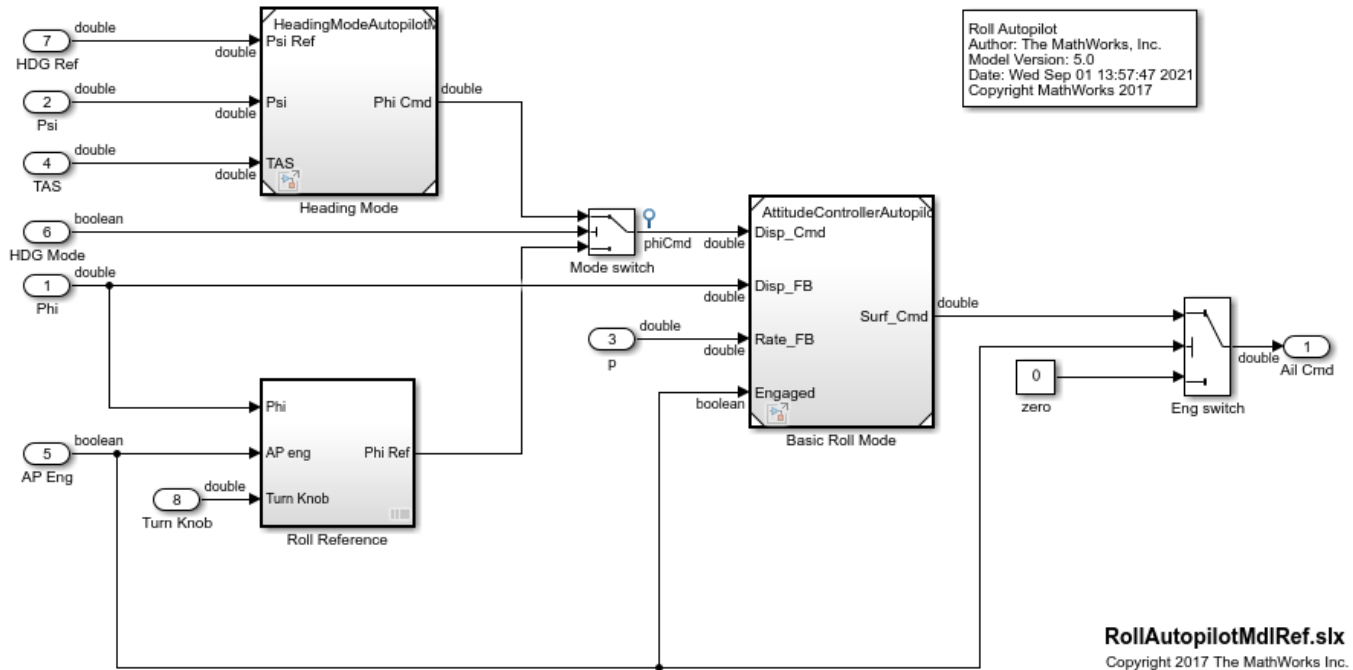 double
7
HDG Ref
double
HeadingModeAutopilotM
Psi Ref
double
2
Psi
double
Psi
Phi Cmd
double
double
4
TAS
double
TAS
Heading Mode
Roll Autopilot
Author: The MathWorks, Inc.
Model Version: 5.0
Date: Wed Sep 01 13:57:47 2021
Copyright MathWorks 2017
boolean
6
HDG Mode
phiCmd
Mode switch
double
1
Phi
double
AttitudeControllerAutopilo
Disp_Cmd
double
Disp_FB
double
3
p
double
Rate_FB
boolean
Engaged
Surf_Cmd
double
Basic Roll Mode
0
zero
Eng switch
double
1
Ail Cmd
Phi
boolean
5
AP Eng
AP eng
Phi Ref
double
8
Turn Knob
Turn Knob
Roll Reference
RollAutopilotMdlRef.slx
Copyright 2017 The MathWorks Inc.